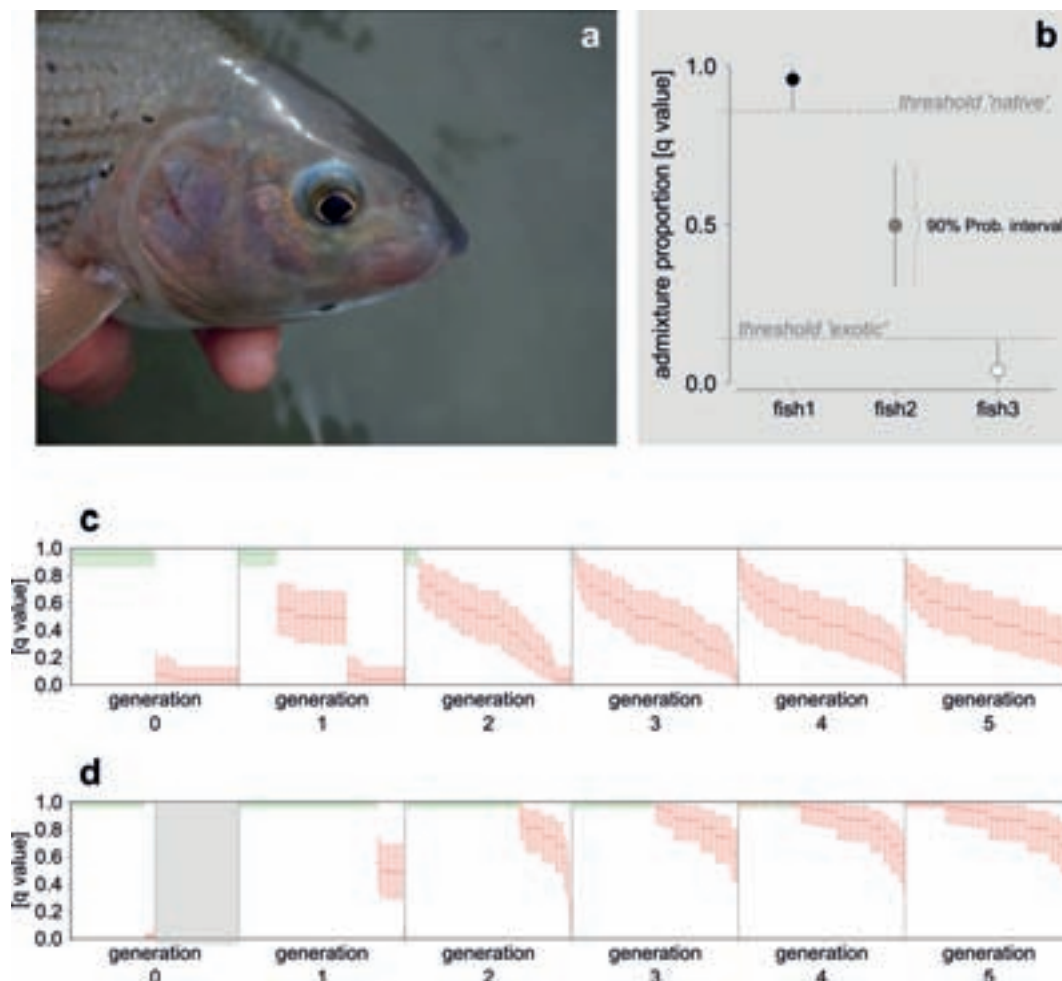 a
b
admixture proportion [q value]
1.0
0.5
0.0
threshold 'native'
90% Prob. interval
threshold 'exotic'
fish1 fish2 fish3
c
[q value]
1.0
0.8
0.6
0.4
0.2
0.0
generation generation generation generation generation generation
0 1 2 3 4 5
d
[q value]
1.0
0.8
0.6
0.4
0.2
0.0
generation generation generation generation generation generation
0 1 2 3 4 5